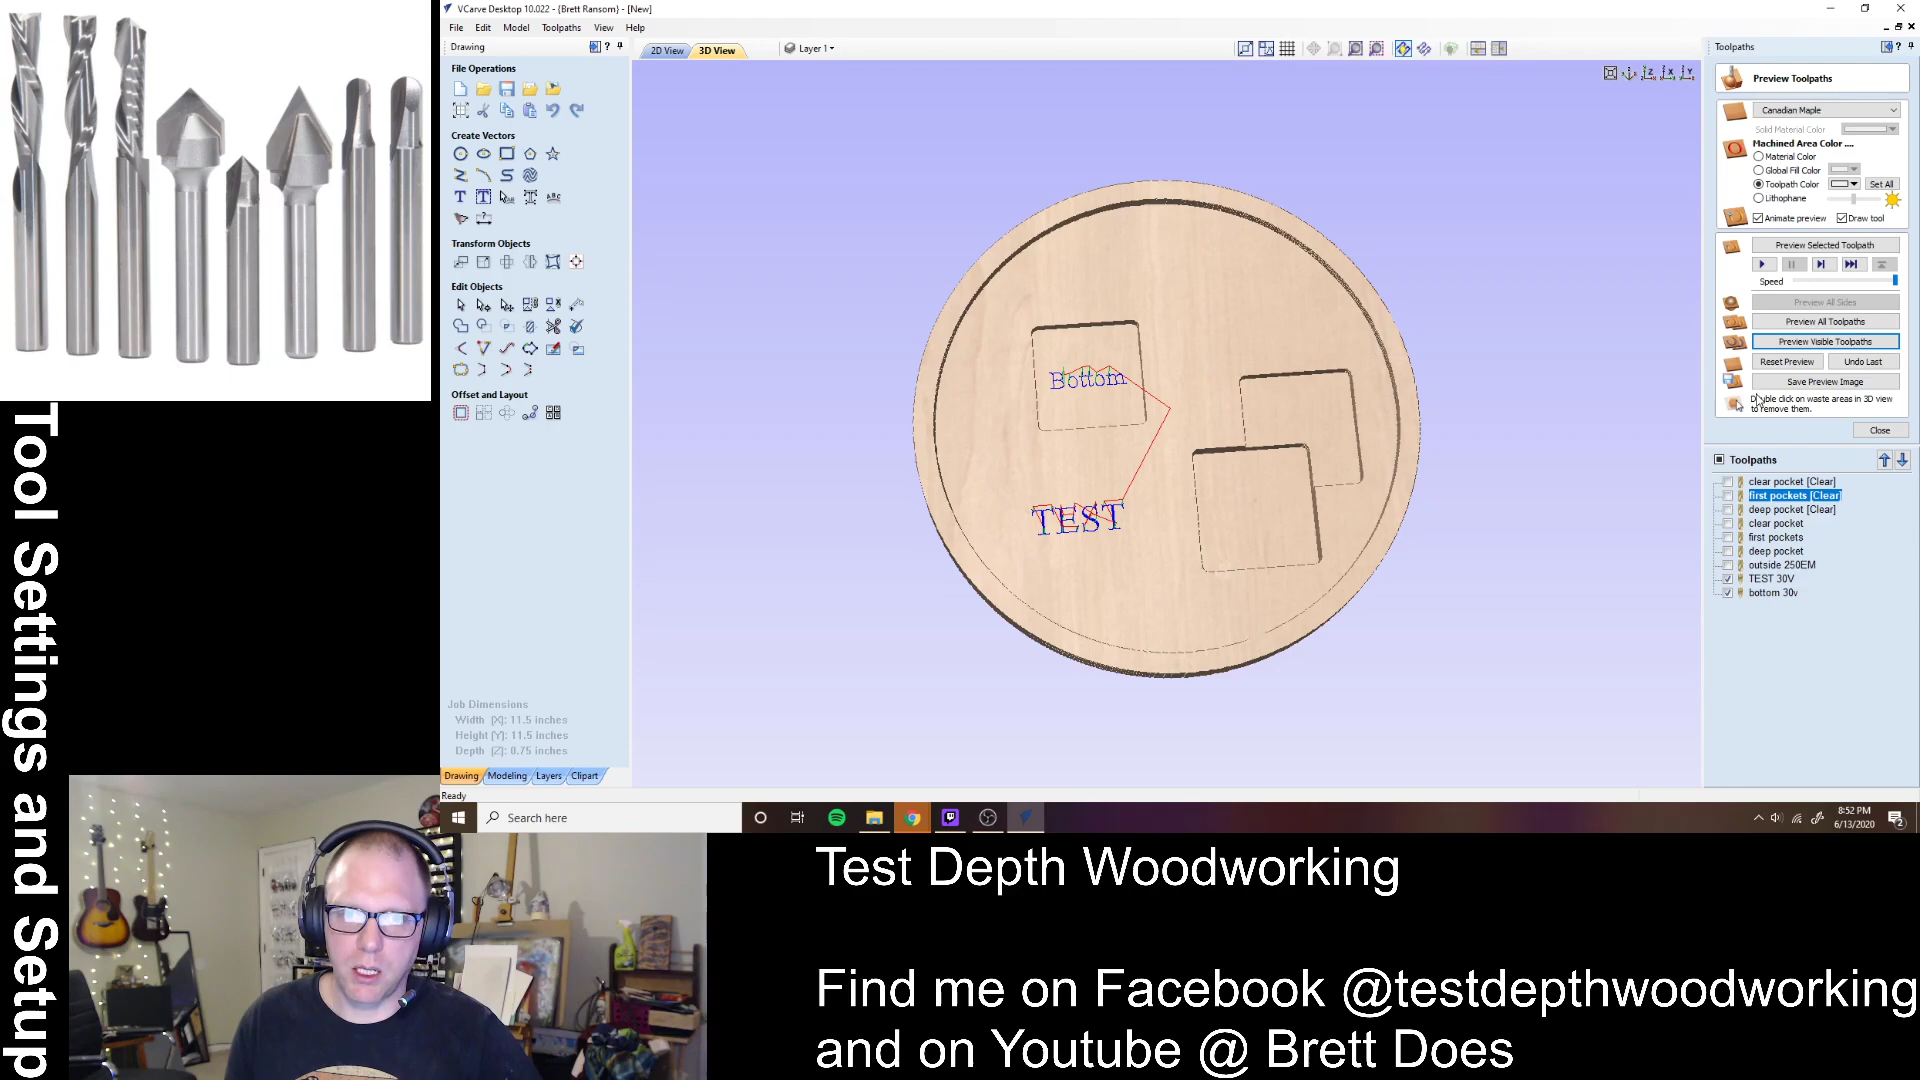 VCarve Desktop 10.022 - {Brett Ransom} - [New]
File Edit Model Toolpaths View Help
Drawing
File Operations
Create Vectors
Transform Objects
Edit Objects
Offset and Layout
Job Dimensions
Width (X): 11.5 inches
Height (Y): 11.5 inches
Depth (Z): 0.75 inches
Drawing Modeling Layers Clipart
Ready
2D View 3D View Layer 1
Bottom
TEST
Toolpaths
Preview Toolpaths
Canadian Maple
Solid Material Color
Machined Area Color ....
Material Color
Global Fill Color
Toolpath Color Set All
Lithophane
Animate preview Draw tool
Preview Selected Toolpath
Speed
Preview All Sides
Preview All Toolpaths
Preview Visible Toolpaths
Reset Preview Undo Last
Save Preview Image
Double click on waste areas in 3D view
to remove them.
Close
Toolpaths
clear pocket [Clear]
first pockets [Clear]
deep pocket [Clear]
clear pocket
first pockets
deep pocket
outside 250EM
TEST 30V
bottom 30v
Search here
8:52 PM
6/13/2020
2
Tool Settings and Setup
Test Depth Woodworking
Find me on Facebook @testdepthwoodworking
and on Youtube @ Brett Does